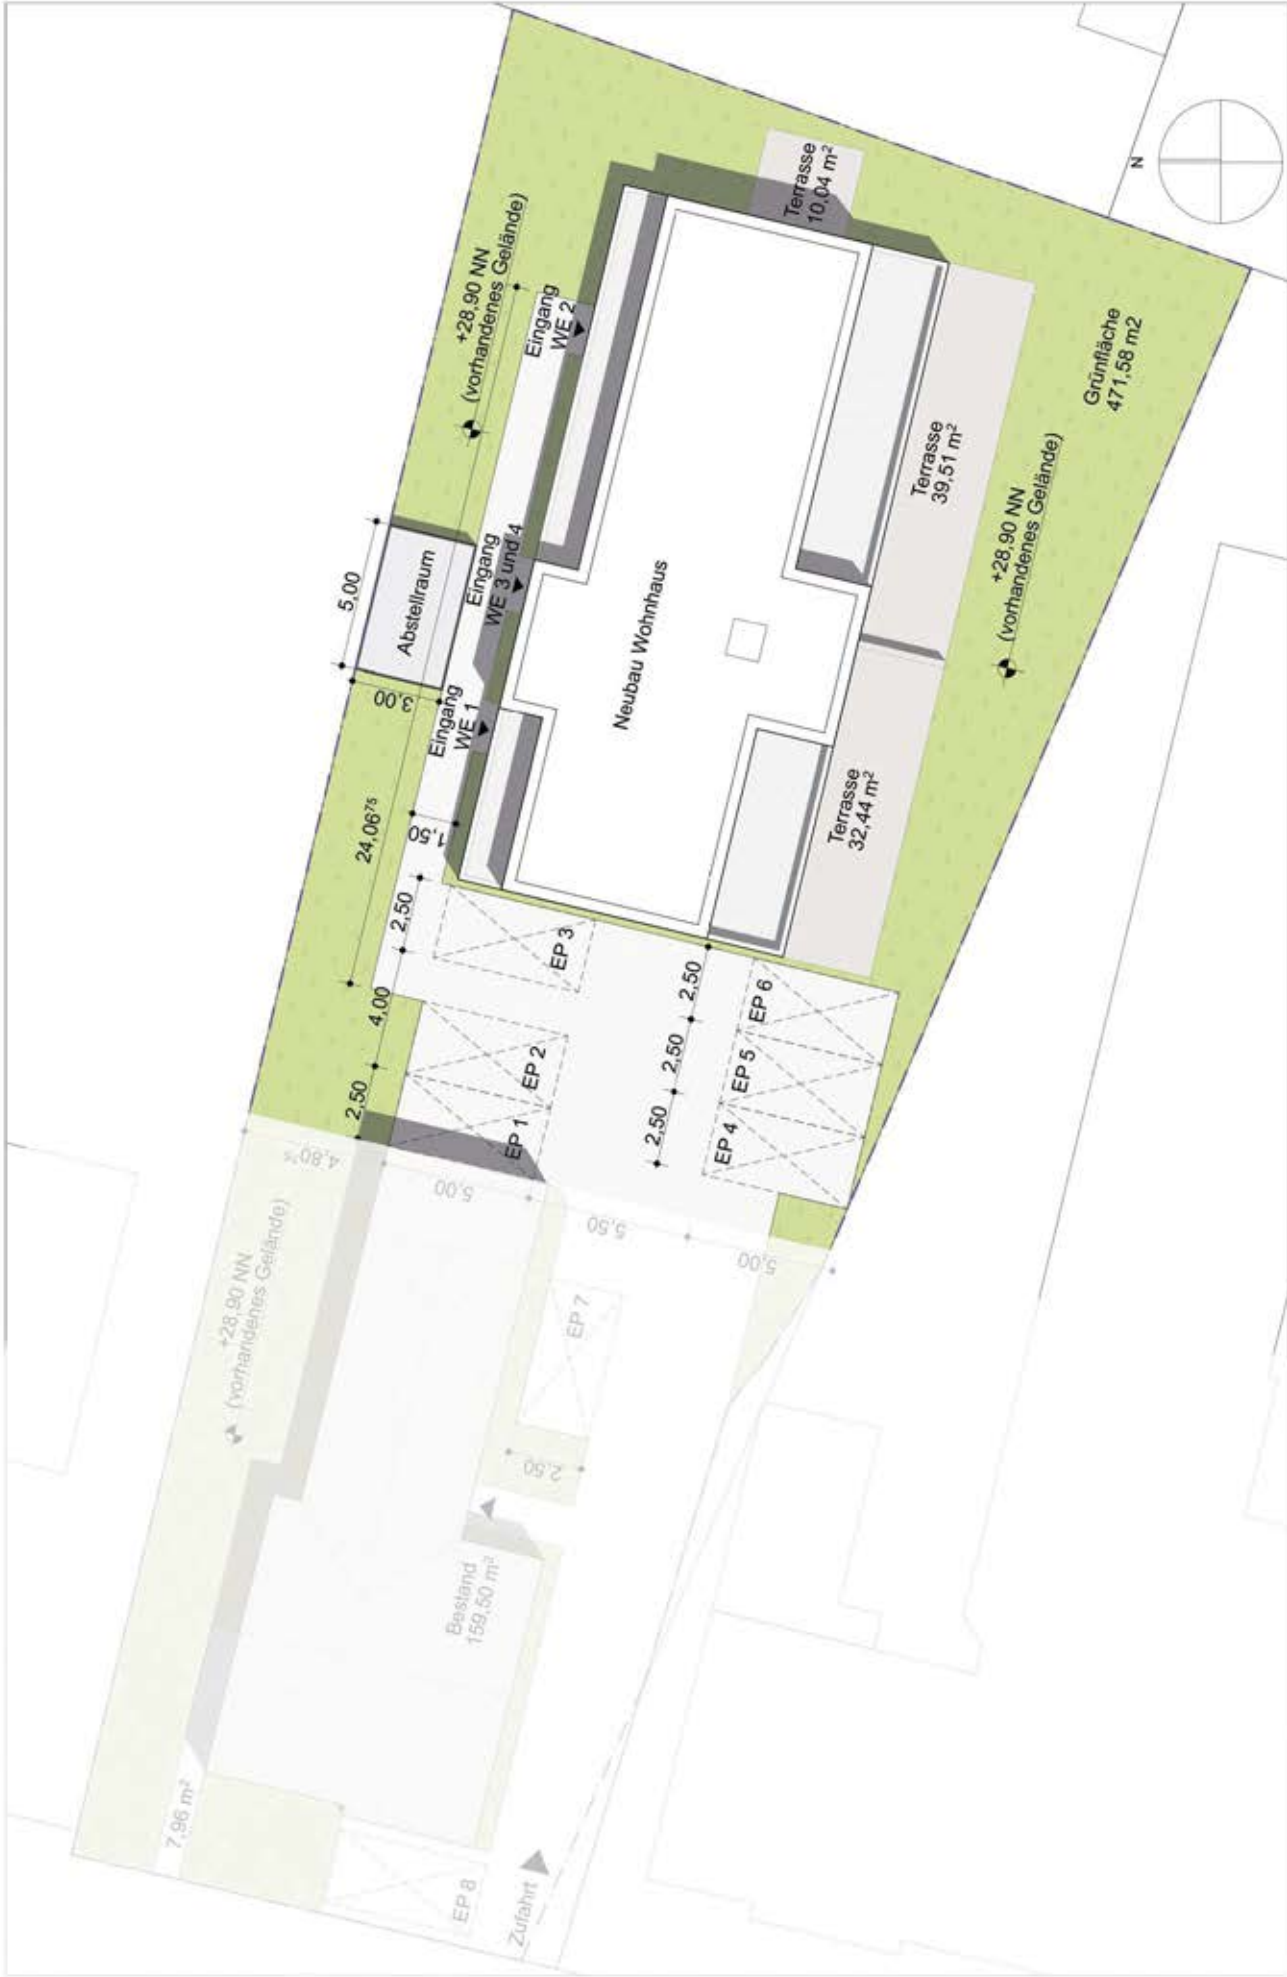 N
Terrasse
10,04 m²
+28,90 NN
(vorhandenes Gelände)
Eingang
WE 2
Grünfläche
471,58 m2
Terrasse
39,51 m²
+28,90 NN
(vorhandenes Gelände)
5,00
Abstellraum
Eingang
WE 3 und 4
Neubau Wohnhaus
3,00
Eingang
WE 1
24,06⁷⁵
1,50
Terrasse
32,44 m²
2,50
EP 3
4,00
2,50
EP 6
2,50
EP 2
2,50
EP 5
2,50
EP 1
EP 4
4,80⁷⁵
5,00
5,50
5,00
+28,90 NN
(vorhandenes Gelände)
EP 7
2,50
Bestand
159,50 m²
7,96 m²
EP 8
Zufahrt